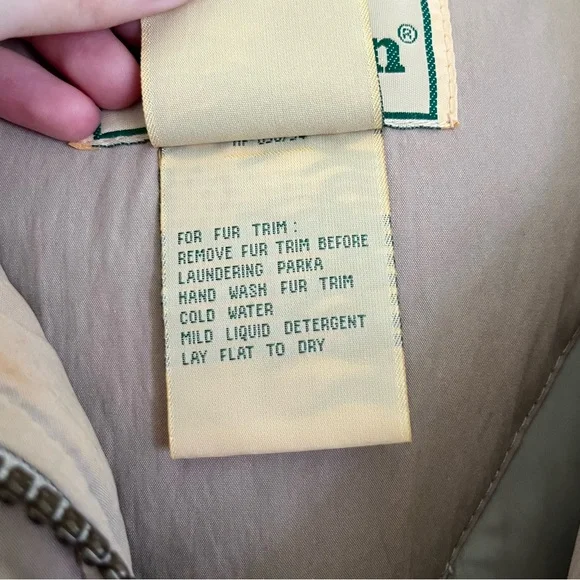 n®
FOR FUR TRIM:
REMOVE FUR TRIM BEFORE
LAUNDERING PARKA
HAND WASH FUR TRIM
COLD WATER
MILD LIQUID DETERGENT
LAY FLAT TO DRY